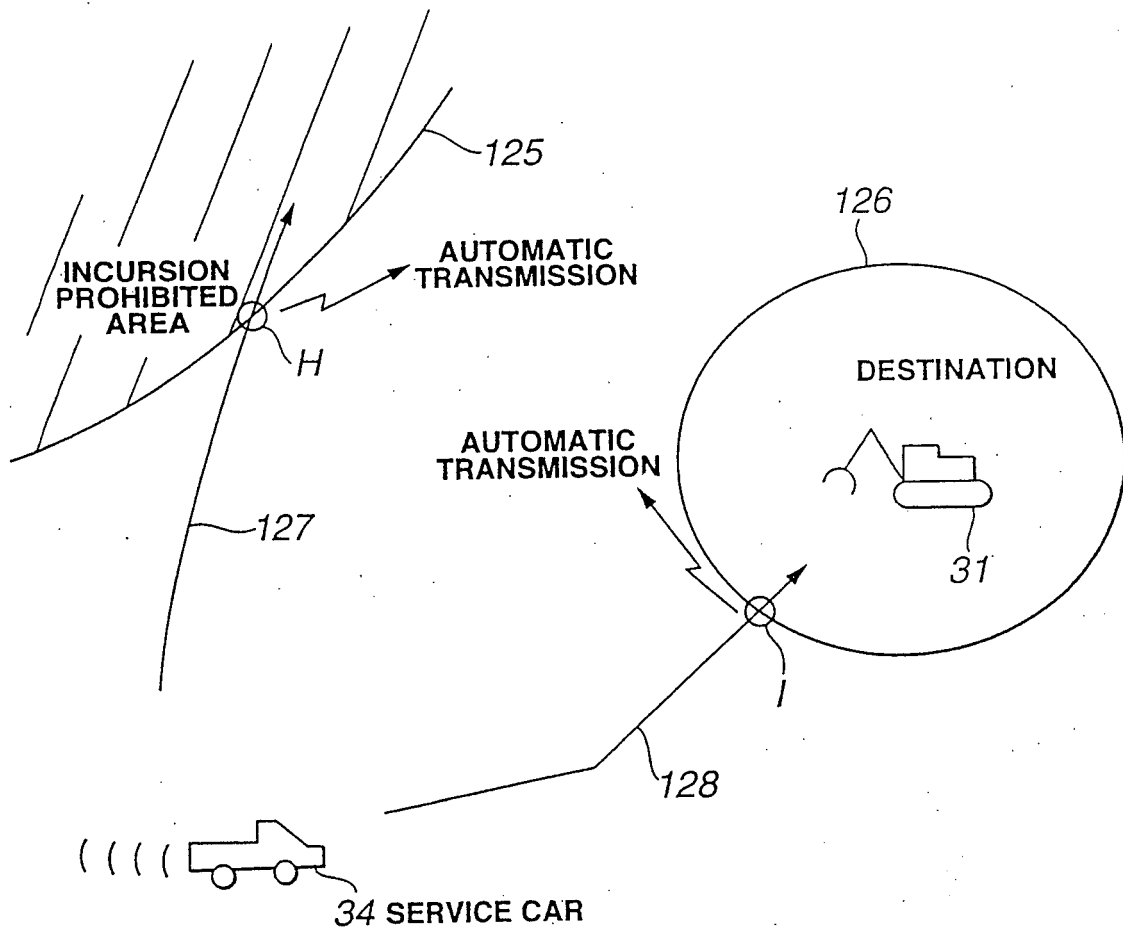 125
126
INCURSION
PROHIBITED
AREA
AUTOMATIC
TRANSMISSION
H
DESTINATION
AUTOMATIC
TRANSMISSION
127
31
I
128
34 SERVICE CAR